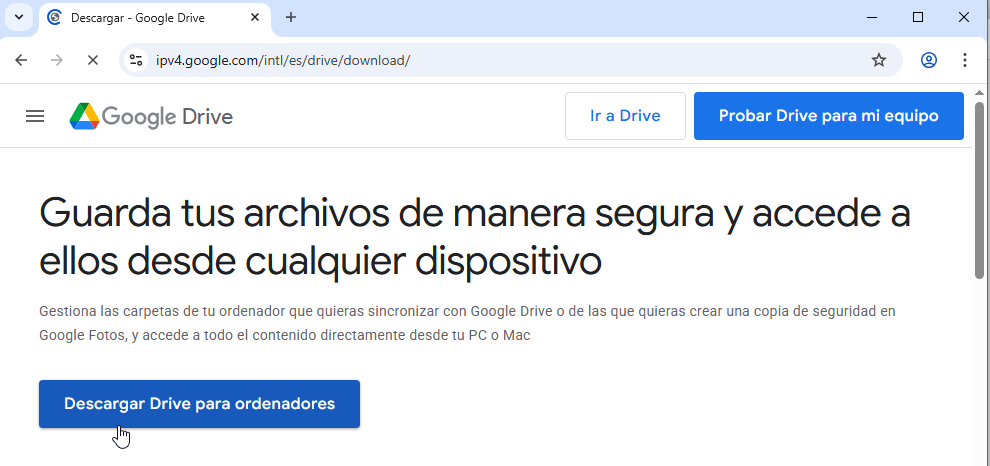 Descargar - Google Drive
ipv4.google.com/intl/es/drive/download/
Google Drive
Ir a Drive
Probar Drive para mi equipo
Guarda tus archivos de manera segura y accede a
ellos desde cualquier dispositivo
Gestiona las carpetas de tu ordenador que quieras sincronizar con Google Drive o de las que quieras crear una copia de seguridad en
Google Fotos, y accede a todo el contenido directamente desde tu PC o Mac
Descargar Drive para ordenadores